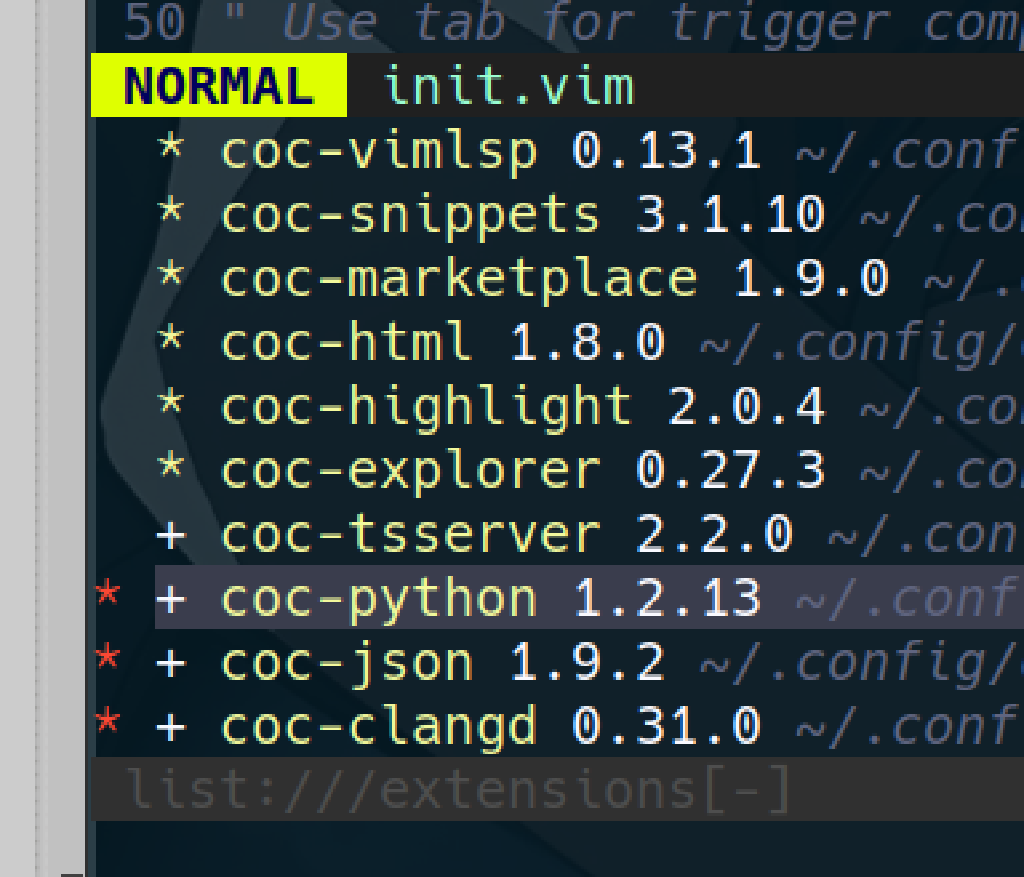 50 " Use tab for trigger com
NORMAL init.vim
* coc-vimlsp 0.13.1 ~/.conf
* coc-snippets 3.1.10 ~/.co
* coc-marketplace 1.9.0 ~/.
* coc-html 1.8.0 ~/.config/
* coc-highlight 2.0.4 ~/.co
* coc-explorer 0.27.3 ~/.co
+ coc-tsserver 2.2.0 ~/.con
* + coc-python 1.2.13 ~/.conf
* + coc-json 1.9.2 ~/.config/
* + coc-clangd 0.31.0 ~/.conf
list:///extensions[-]